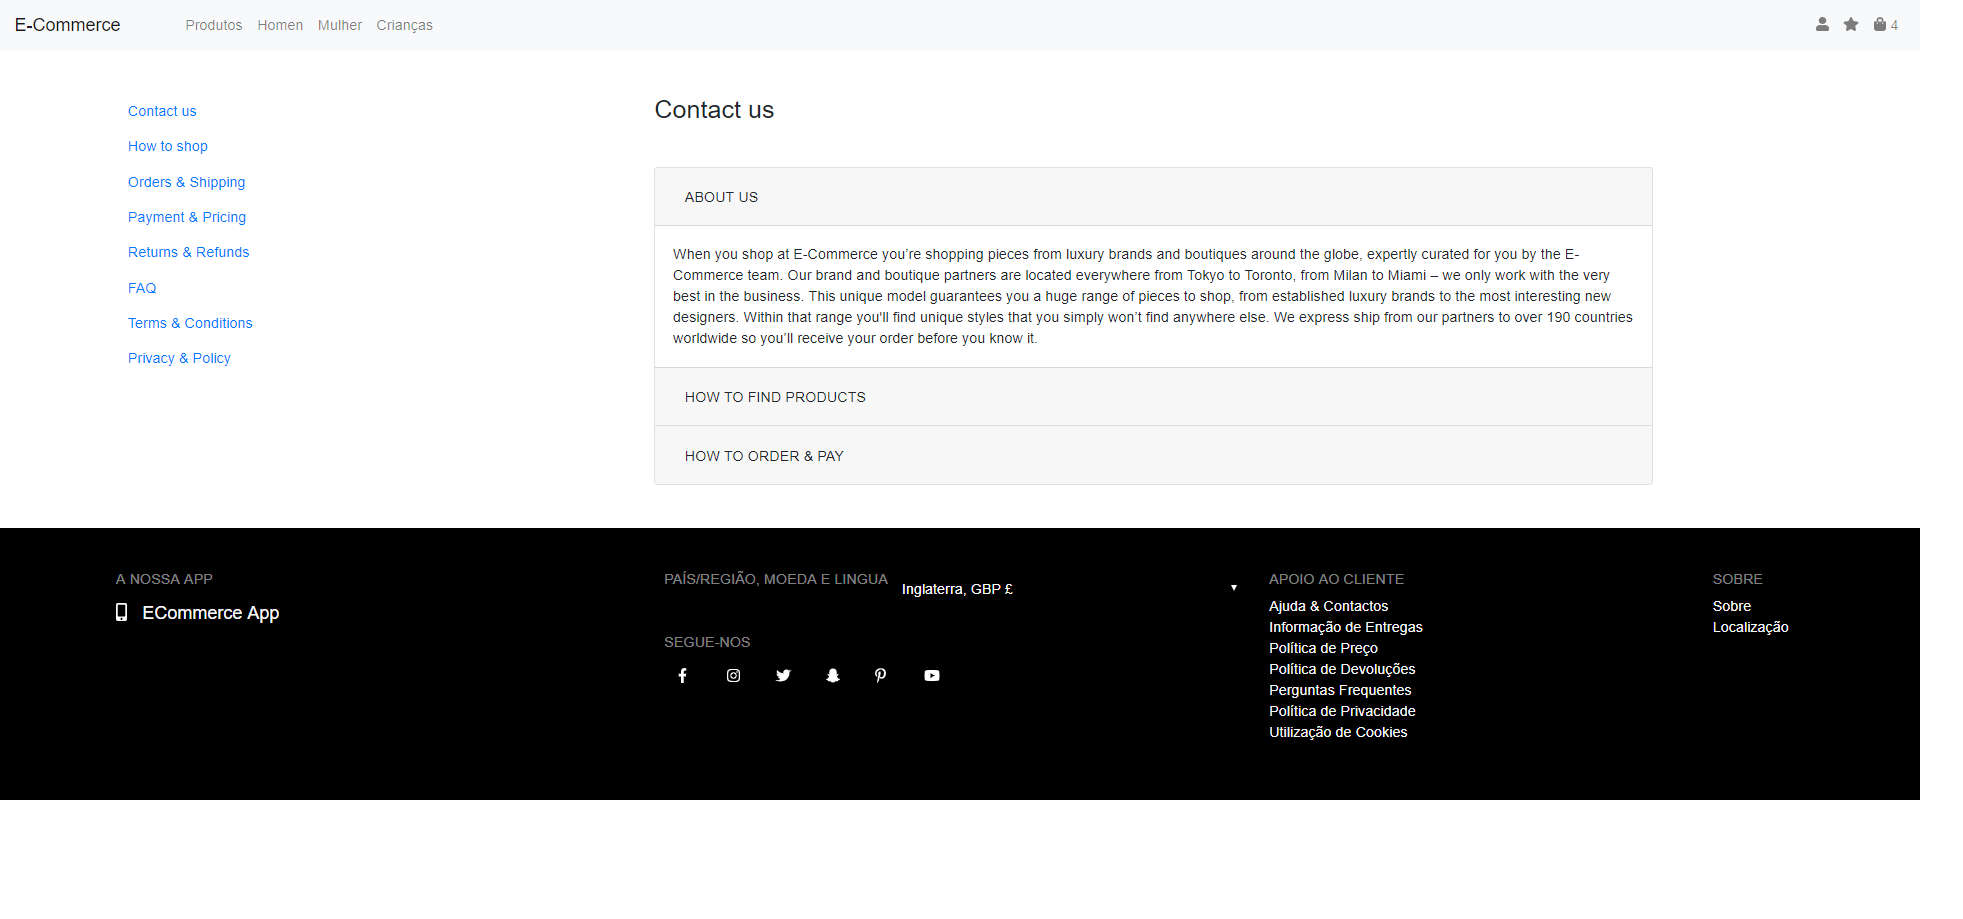 E-Commerce
Produtos Homen Mulher Crianças
4
Contact us
How to shop
Orders & Shipping
Payment & Pricing
Returns & Refunds
FAQ
Terms & Conditions
Privacy & Policy
Contact us
ABOUT US
When you shop at E-Commerce you’re shopping pieces from luxury brands and boutiques around the globe, expertly curated for you by the E-
Commerce team. Our brand and boutique partners are located everywhere from Tokyo to Toronto, from Milan to Miami – we only work with the very
best in the business. This unique model guarantees you a huge range of pieces to shop, from established luxury brands to the most interesting new
designers. Within that range you'll find unique styles that you simply won’t find anywhere else. We express ship from our partners to over 190 countries
worldwide so you’ll receive your order before you know it.
HOW TO FIND PRODUCTS
HOW TO ORDER & PAY
A NOSSA APP
ECommerce App
PAÍS/REGIÃO, MOEDA E LINGUA
Inglaterra, GBP £
SEGUE-NOS
APOIO AO CLIENTE
Ajuda & Contactos
Informação de Entregas
Política de Preço
Política de Devoluções
Perguntas Frequentes
Política de Privacidade
Utilização de Cookies
SOBRE
Sobre
Localização